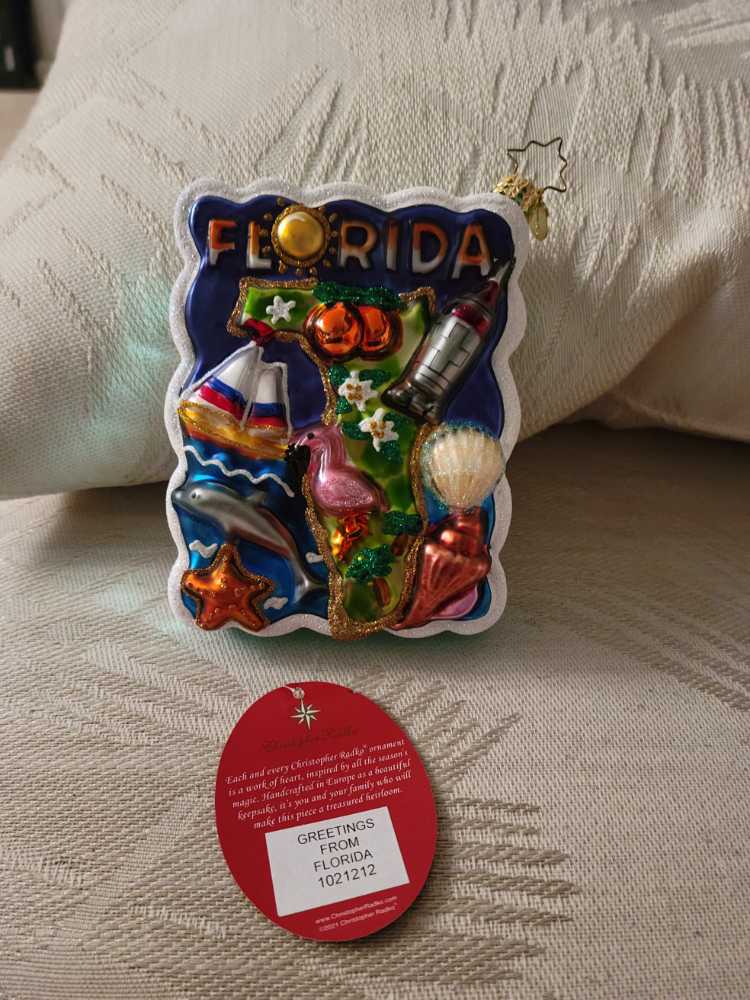 FLORIDA
Christopher Radko
Each and every Christopher Radko® ornament
is a work of heart, inspired by all the season's
magic. Handcrafted in Europe as a beautiful
keepsake, it's you and your family who will
make this piece a treasured heirloom.
GREETINGS
FROM
FLORIDA
1021212
www.ChristopherRadko.com
©2021 Christopher Radko™